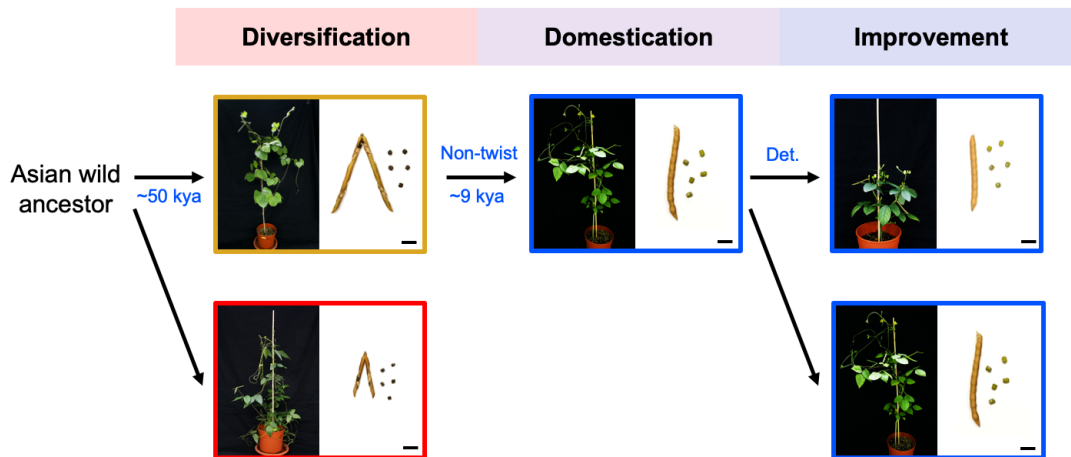 Diversification
Domestication
Improvement
Asian wild
ancestor
~50 kya
Non-twist
~9 kya
Det.